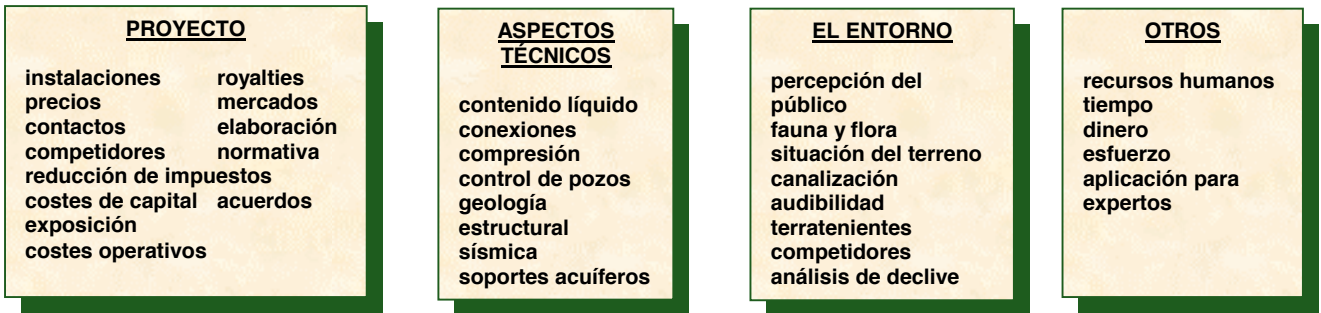 PROYECTO
instalaciones royalties
precios mercados
contactos elaboración
competidores normativa
reducción de impuestos
costes de capital acuerdos
exposición
costes operativos
ASPECTOS
TÉCNICOS
contenido líquido
conexiones
compresión
control de pozos
geología
estructural
sísmica
soportes acuíferos
EL ENTORNO
percepción del
público
fauna y flora
situación del terreno
canalización
audibilidad
terratenientes
competidores
análisis de declive
OTROS
recursos humanos
tiempo
dinero
esfuerzo
aplicación para
expertos